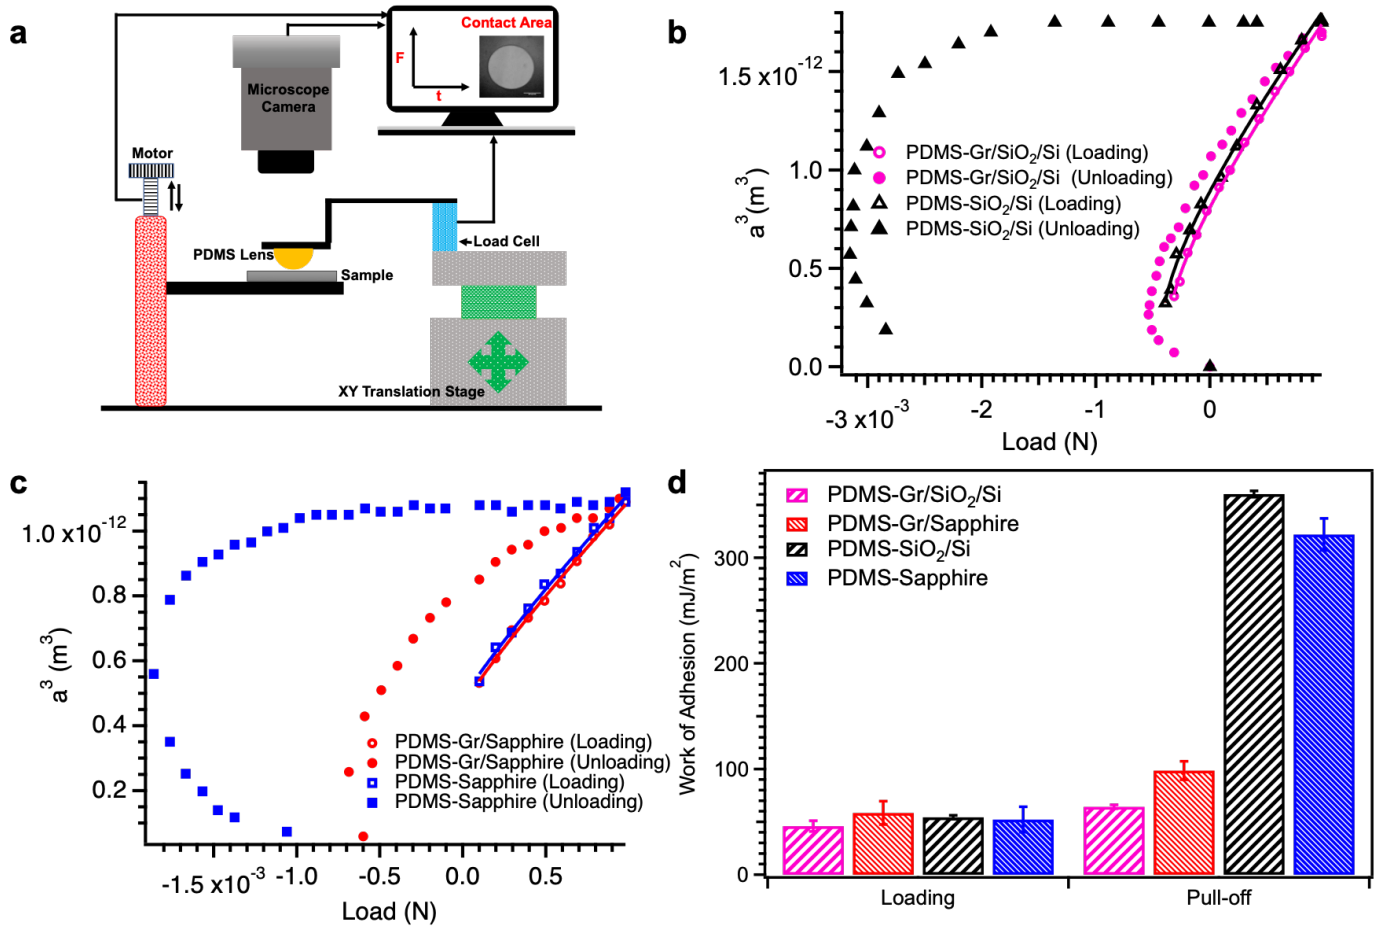 a
Contact Area
F
t
Microscope
Camera
Motor
PDMS Lens
Load Cell
Sample
XY Translation Stage
b
1.5 x10⁻¹²
1.0
0.5
0.0
a³ (m³)
PDMS-Gr/SiO₂/Si (Loading)
PDMS-Gr/SiO₂/Si (Unloading)
PDMS-SiO₂/Si (Loading)
PDMS-SiO₂/Si (Unloading)
-3 x10⁻³
-2
-1
0
Load (N)
c
1.0 x10⁻¹²
0.8
0.6
0.4
0.2
a³ (m³)
PDMS-Gr/Sapphire (Loading)
PDMS-Gr/Sapphire (Unloading)
PDMS-Sapphire (Loading)
PDMS-Sapphire (Unloading)
-1.5 x10⁻³
-1.0
-0.5
0.0
0.5
Load (N)
d
PDMS-Gr/SiO₂/Si
PDMS-Gr/Sapphire
PDMS-SiO₂/Si
PDMS-Sapphire
300
200
100
0
Work of Adhesion (mJ/m²)
Loading
Pull-off